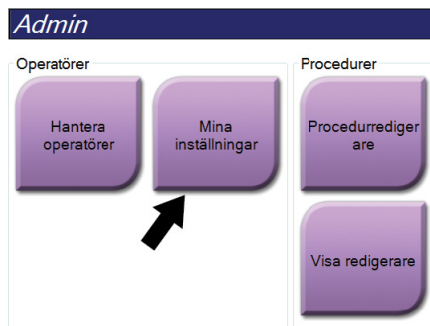 Admin
Operatörer
Hantera
operatörer
Mina
inställningar
Procedurer
Procedurrediger
are
Visa redigerare